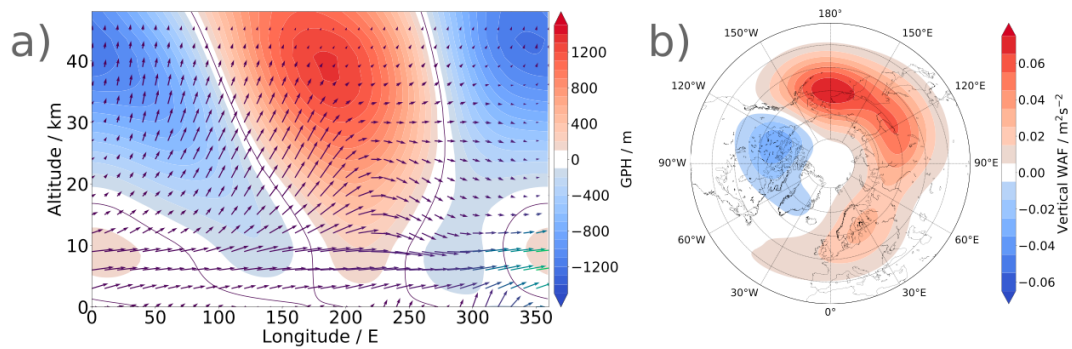 a)
Altitude / km
40
30
20
10
0
0
50
100
150
200
250
300
350
Longitude / E
1200
800
400
0
−400
−800
−1200
GPH / m
b)
180°
150°W
150°E
120°W
120°E
90°W
90°E
60°W
60°E
30°W
30°E
0°
0.06
0.04
0.02
0.00
−0.02
−0.04
−0.06
Vertical WAF / m²s⁻²